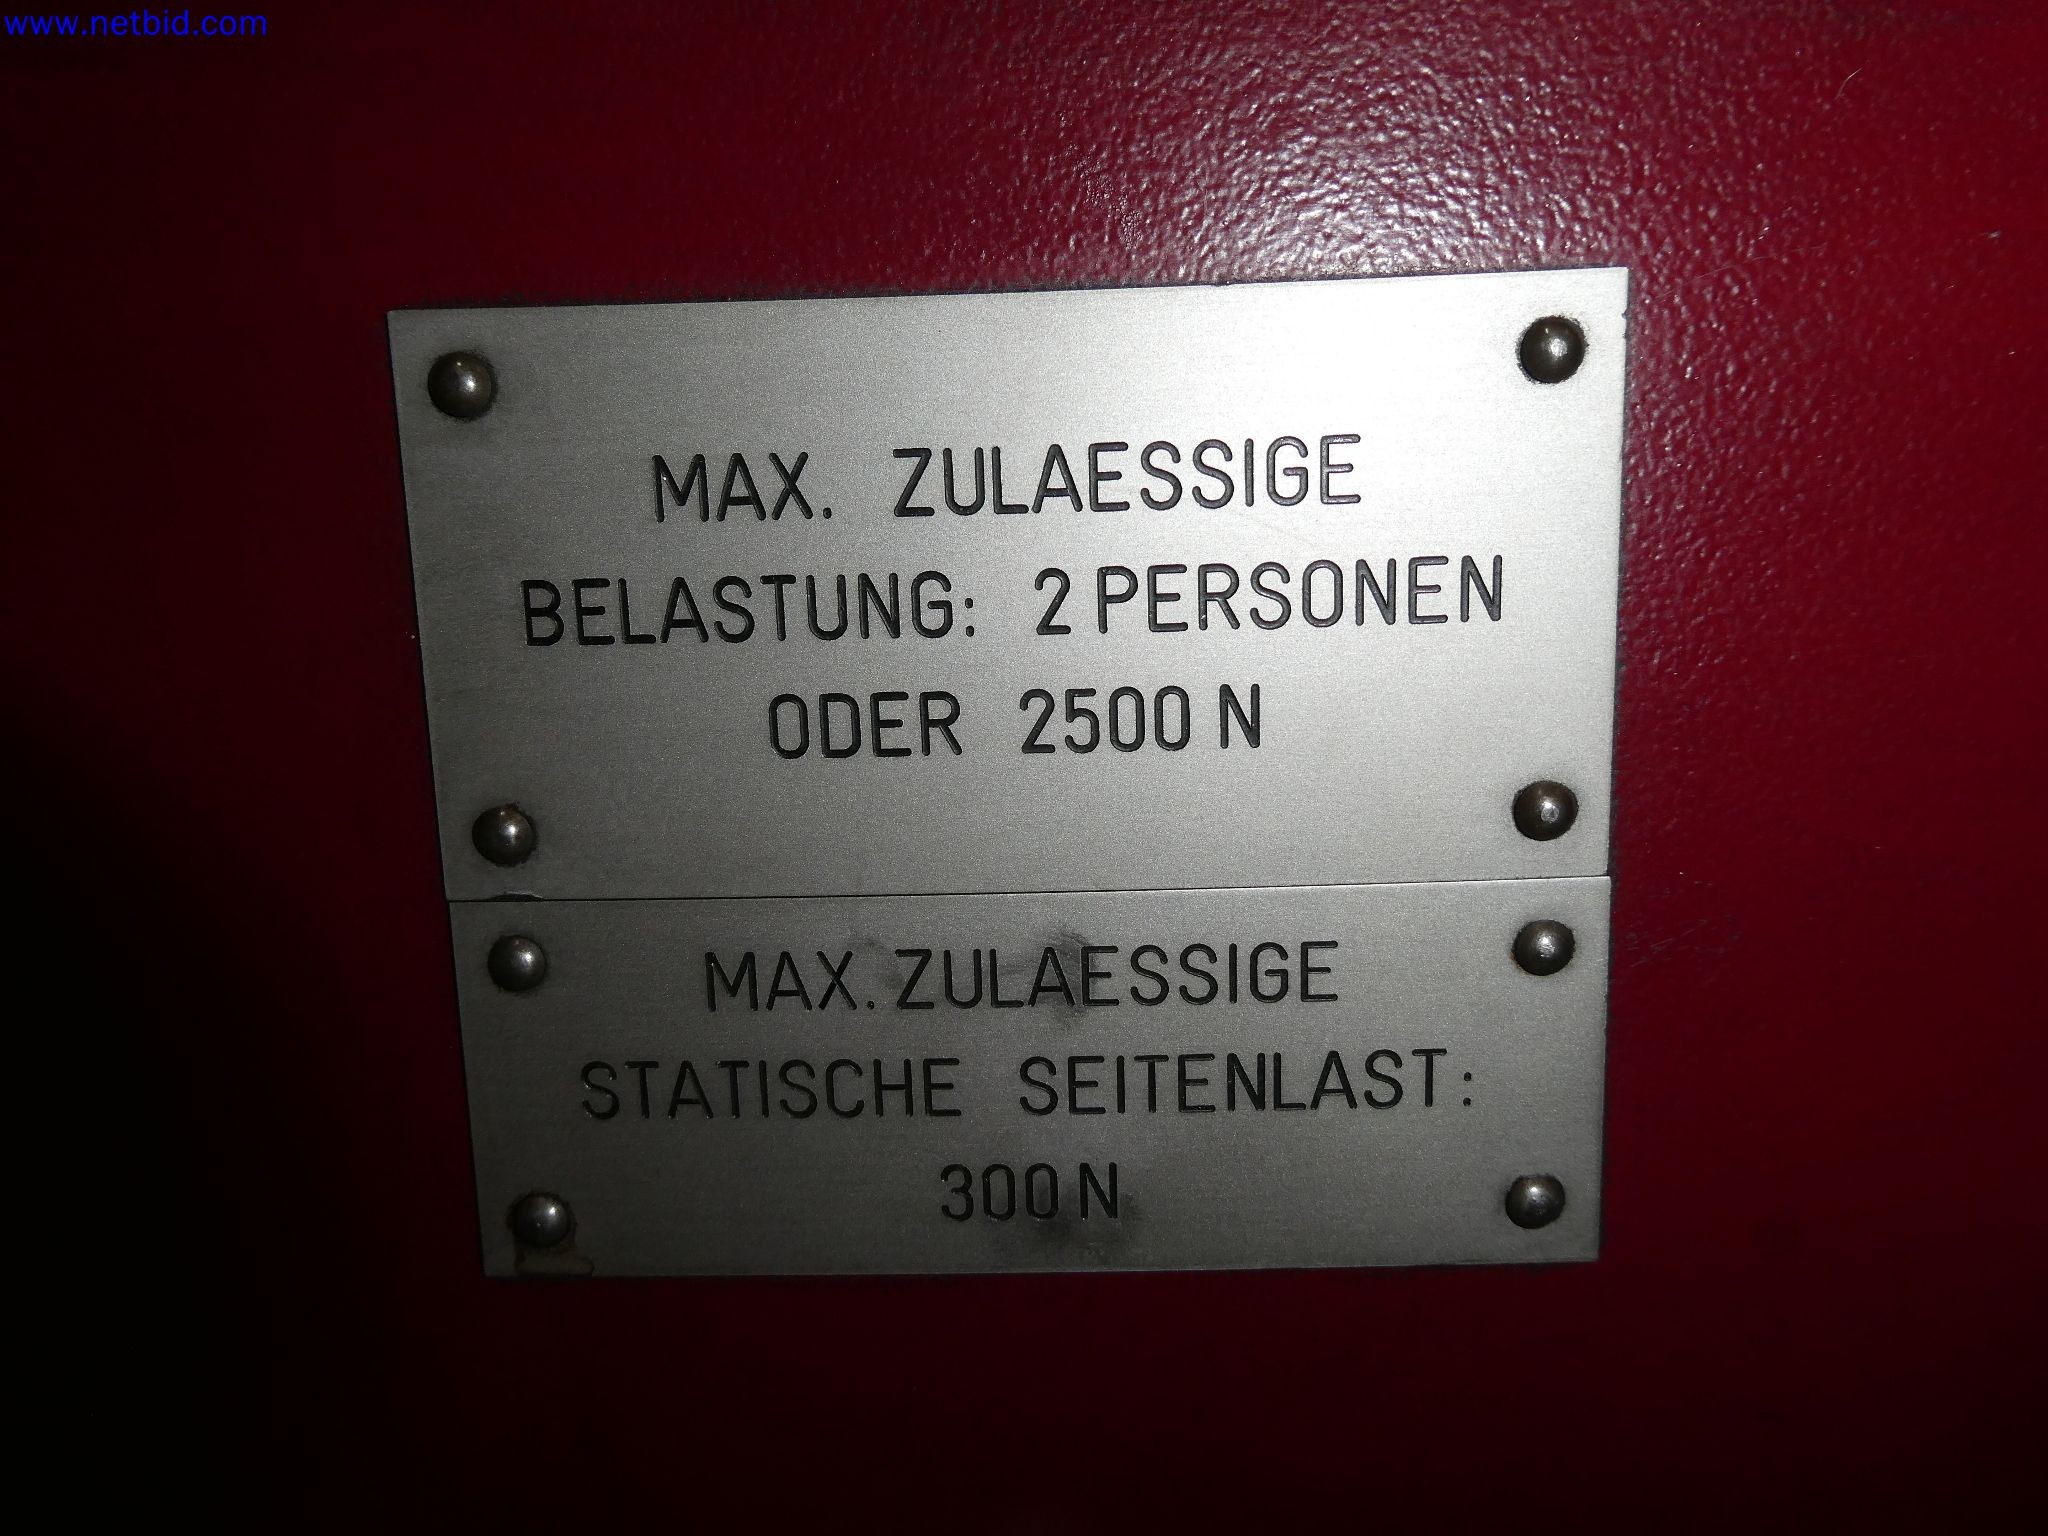 www.netbid.com
MAX. ZULAESSIGE
BELASTUNG: 2 PERSONEN
ODER 2500 N
MAX. ZULAESSIGE
STATISCHE SEITENLAST:
300 N